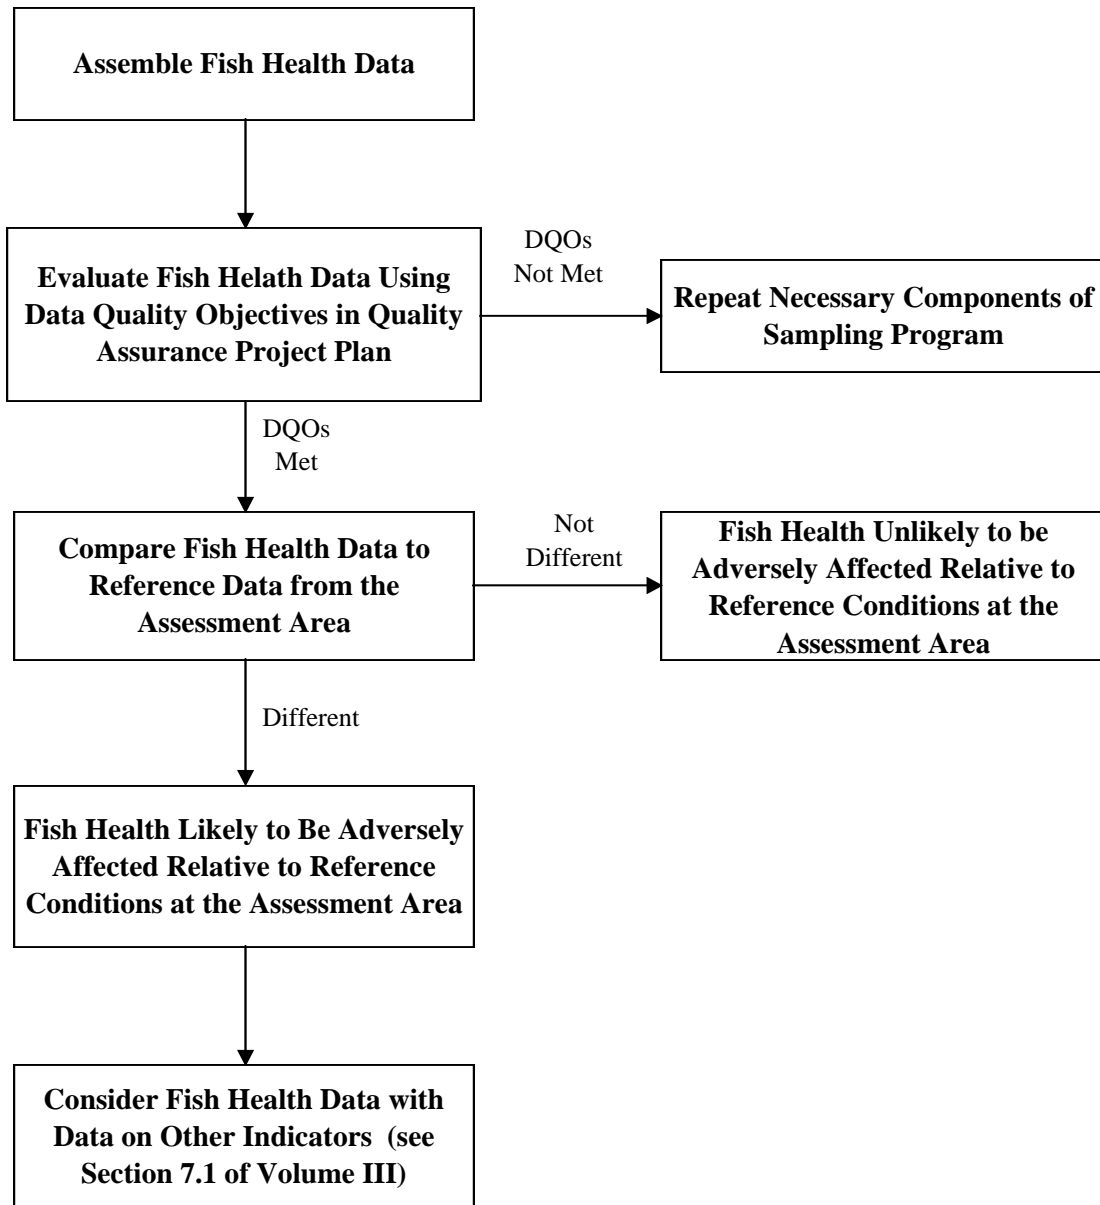 Assemble Fish Health Data
Evaluate Fish Helath Data Using
Data Quality Objectives in Quality
Assurance Project Plan
DQOs
Not Met
Repeat Necessary Components of
Sampling Program
DQOs
Met
Compare Fish Health Data to
Reference Data from the
Assessment Area
Not
Different
Fish Health Unlikely to be
Adversely Affected Relative to
Reference Conditions at the
Assessment Area
Different
Fish Health Likely to Be Adversely
Affected Relative to Reference
Conditions at the Assessment Area
Consider Fish Health Data with
Data on Other Indicators  (see
Section 7.1 of Volume III)